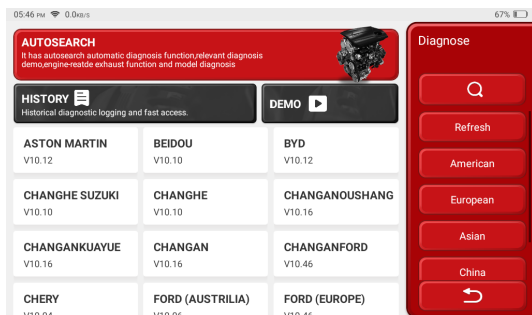 05:46 PM 0.0KB/S 67%
AUTOSEARCH
It has autosearch automatic diagnosis function,relevant diagnosis
demo,engine-reatde exhaust function and model diagnosis
HISTORY
Historical diagnostic logging and fast access.
DEMO
ASTON MARTIN
V10.12
BEIDOU
V10.10
BYD
V10.12
CHANGHE SUZUKI
V10.10
CHANGHE
V10.10
CHANGANOUSHANG
V10.16
CHANGANKUAYUE
V10.16
CHANGAN
V10.16
CHANGANFORD
V10.46
CHERY
FORD (AUSTRILIA)
FORD (EUROPE)
Diagnose
Refresh
American
European
Asian
China